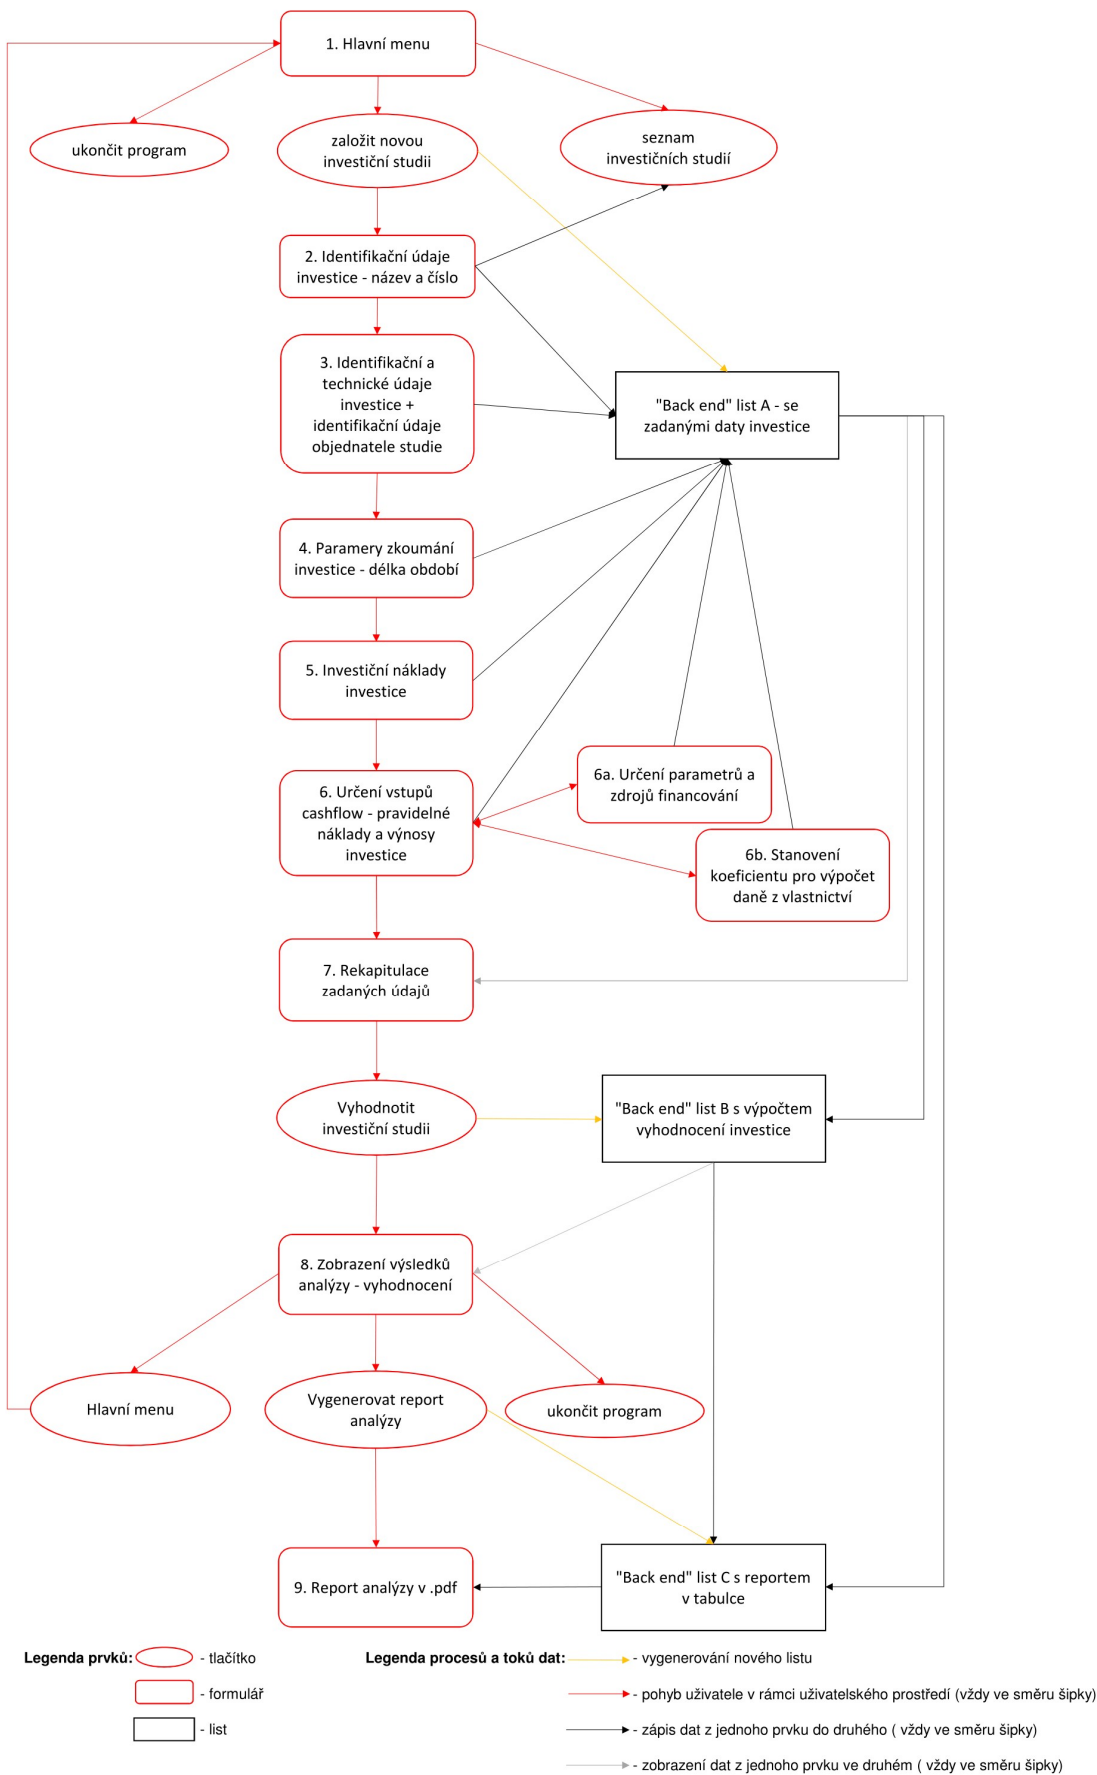 1. Hlavní menu
ukončit program
založit novou
investiční studii
seznam
investičních studií
2. Identifikační údaje
investice - název a číslo
3. Identifikační a
technické údaje
investice +
identifikační údaje
objednatele studie
"Back end" list A - se
zadanými daty investice
4. Paramery zkoumání
investice - délka období
5. Investiční náklady
investice
6. Určení vstupů
cashflow - pravidelné
náklady a výnosy
investice
6a. Určení parametrů a
zdrojů financování
6b. Stanovení
koeficientu pro výpočet
daně z vlastnictví
7. Rekapitulace
zadaných údajů
Vyhodnotit
investiční studii
"Back end" list B s výpočtem
vyhodnocení investice
8. Zobrazení výsledků
analýzy - vyhodnocení
Hlavní menu
Vygenerovat report
analýzy
ukončit program
9. Report analýzy v .pdf
"Back end" list C s reportem
v tabulce
Legenda prvků:
- tlačítko
- formulář
- list
Legenda procesů a toků dat:
- vygenerování nového listu
- pohyb uživatele v rámci uživatelského prostředí (vždy ve směru šipky)
- zápis dat z jednoho prvku do druhého ( vždy ve směru šipky)
- zobrazení dat z jednoho prvku ve druhém ( vždy ve směru šipky)